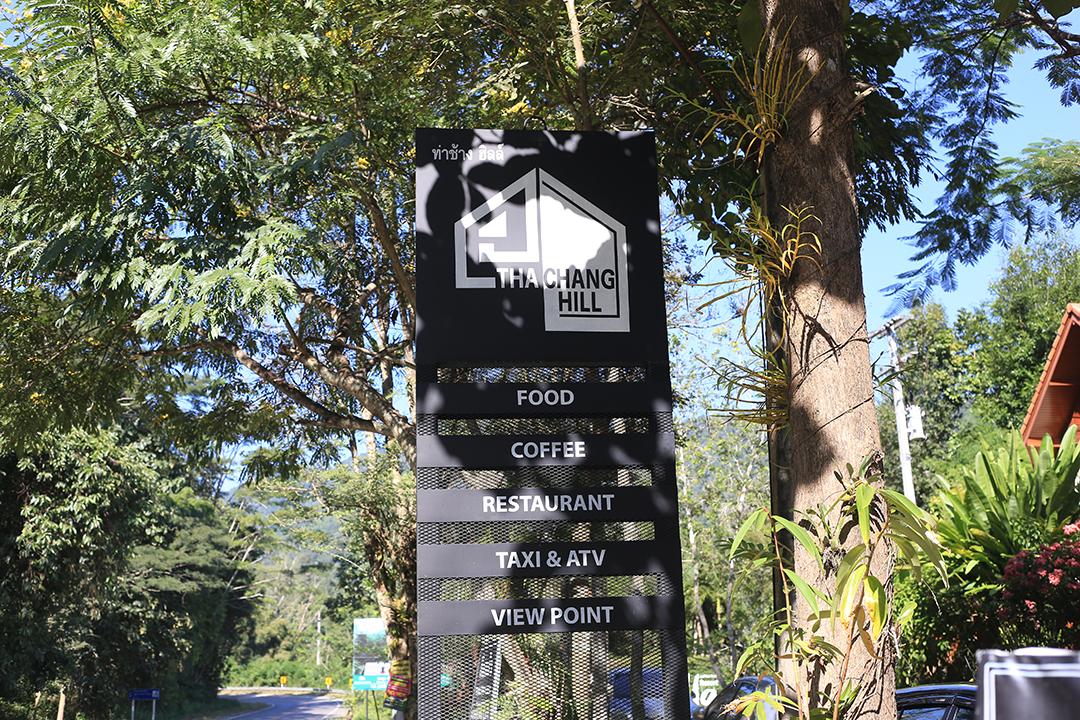 ท่าช้าง ฮิลล์
THA CHANG
HILL
FOOD
COFFEE
RESTAURANT
TAXI & ATV
VIEW POINT